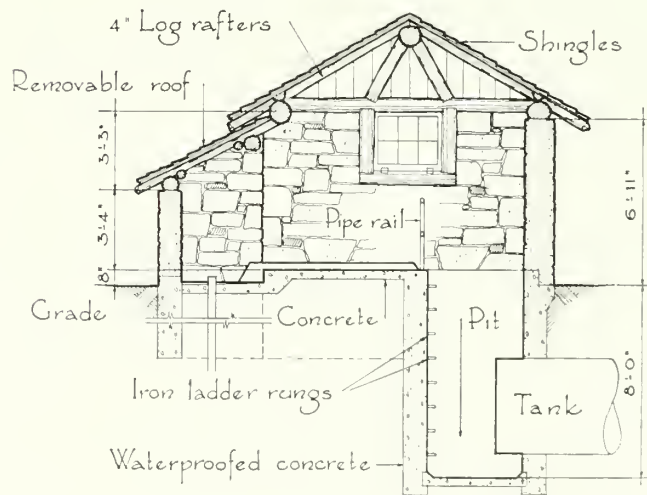 4" Log rafters
Shingles
Removable roof
3'-3"
3'-4"
8"
6'-11"
Pipe rail
Grade
Concrete
Pit
8'-0"
Iron ladder rungs
Tank
Waterproofed concrete